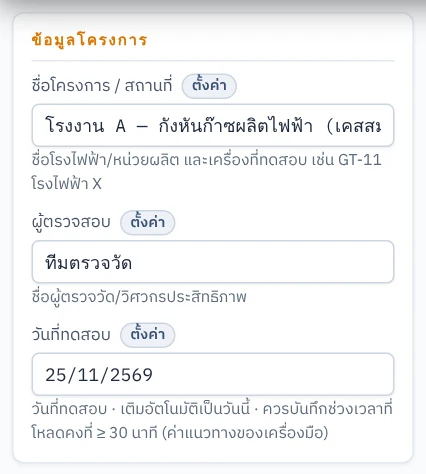 ข้อมูลโครงการ
ชื่อโครงการ / สถานที่ ตั้งค่า
โรงงาน A — กังหันก๊าซผลิตไฟฟ้า (เคสส
ชื่อโรงไฟฟ้า/หน่วยผลิต และเครื่องที่ทดสอบ เช่น GT-11
โรงไฟฟ้า X
ผู้ตรวจสอบ ตั้งค่า
ทีมตรวจวัด
ชื่อผู้ตรวจวัด/วิศวกรประสิทธิภาพ
วันที่ทดสอบ ตั้งค่า
25/11/2569
วันที่ทดสอบ · เติมอัตโนมัติเป็นวันนี้ · ควรบันทึกช่วงเวลาที่
โหลดคงที่ ≥ 30 นาที (ค่าแนวทางของเครื่องมือ)